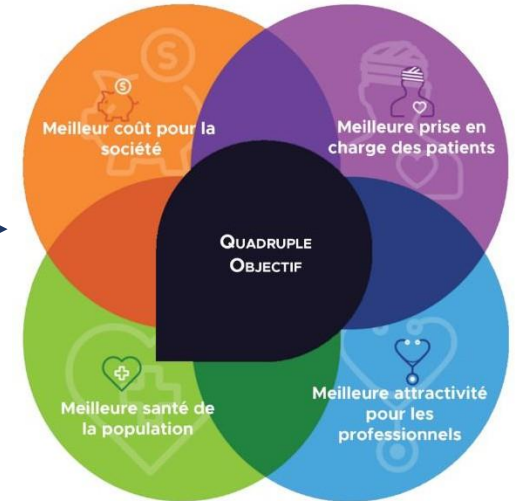 Meilleur coût pour la
société
Meilleure prise en
charge des patients
QUADRUPLE
OBJECTIF
Meilleure santé de
la population
Meilleure attractivité
pour les
professionnels